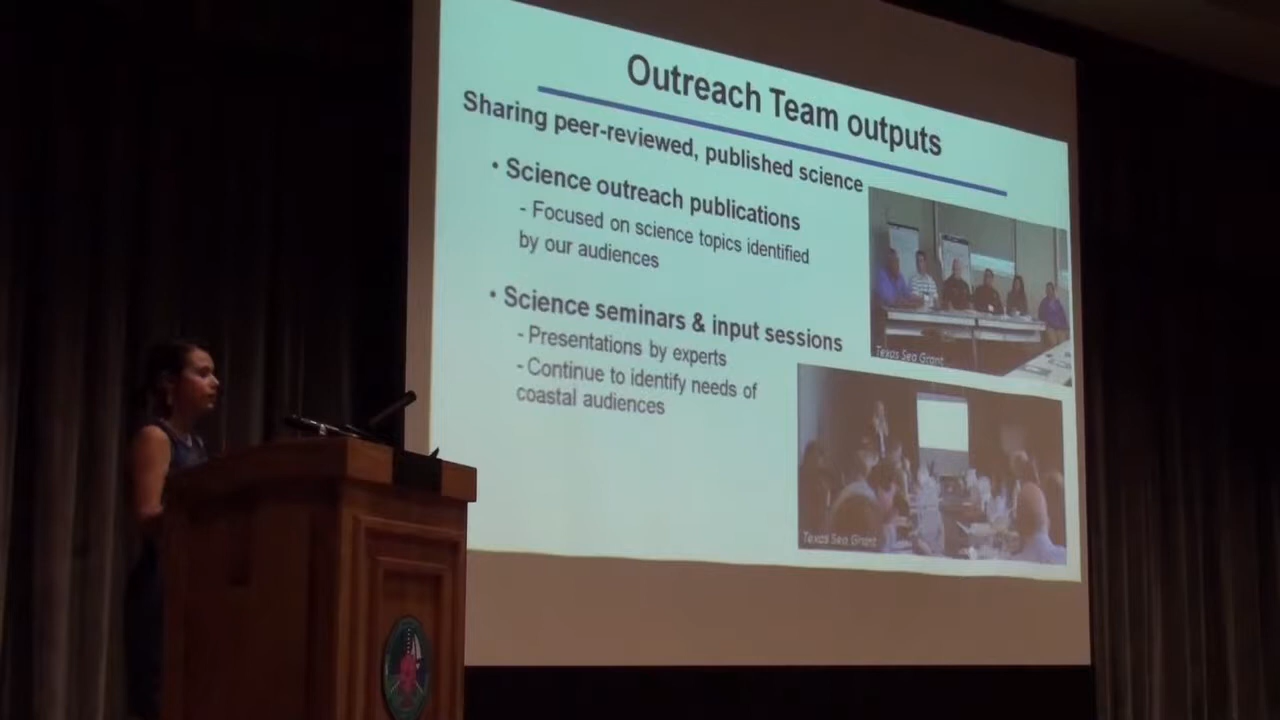 Outreach Team outputs
Sharing peer-reviewed, published science
• Science outreach publications
- Focused on science topics identified
by our audiences
• Science seminars & input sessions
- Presentations by experts
- Continue to identify needs of
coastal audiences
Texas Sea Grant
Texas Sea Grant